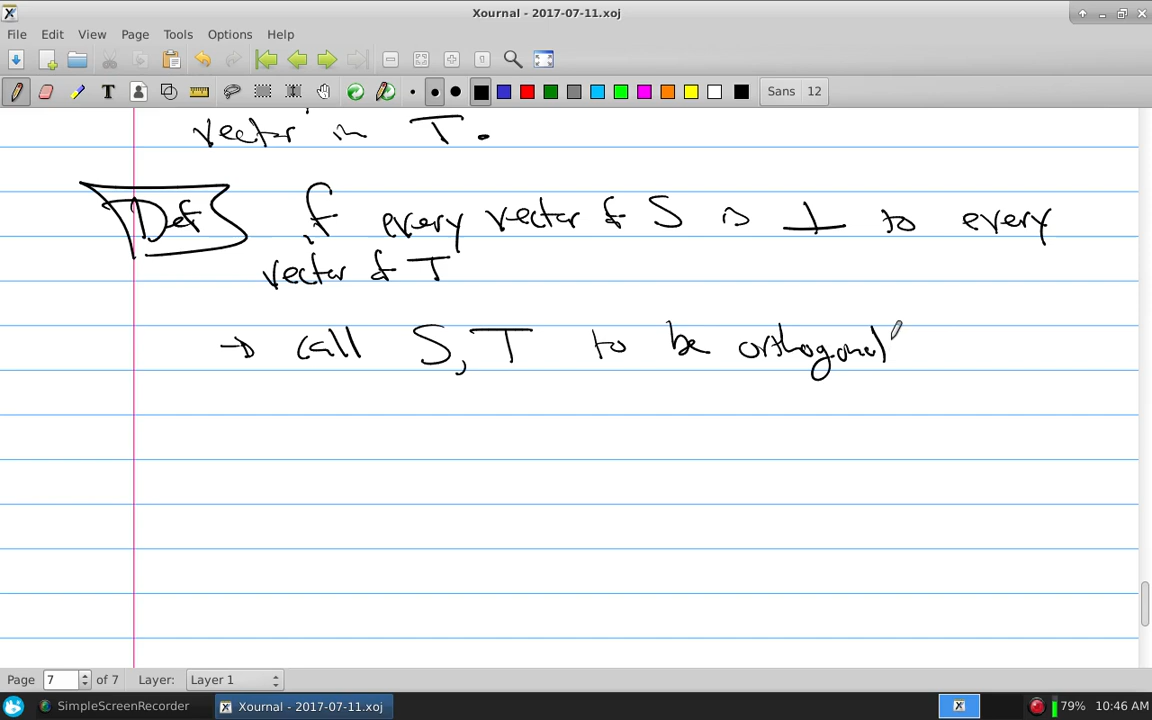 Xournal - 2017-07-11.xoj
File Edit View Page Tools Options Help
Sans 12
vector in T.
Def If every vector of S is ⊥ to every
vector of T
→ call S, T to be orthogonal
Page 7 of 7 Layer: Layer 1
SimpleScreenRecorder Xournal - 2017-07-11.xoj 79% 10:46 AM